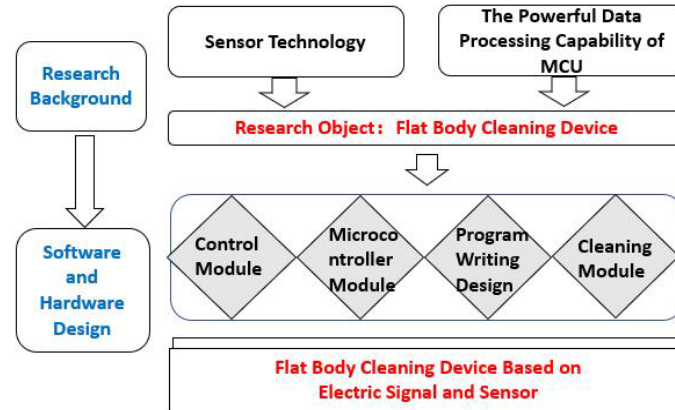 Sensor Technology
The Powerful Data
Processing Capability of
MCU
Research
Background
Research Object： Flat Body Cleaning Device
Software
and
Hardware
Design
Control
Module
Microco
ntroller
Module
Program
Writing
Design
Cleaning
Module
Flat Body Cleaning Device Based on
Electric Signal and Sensor